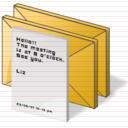 Hello!!
The meeting
is at 8 o'clock.
See you.
Liz